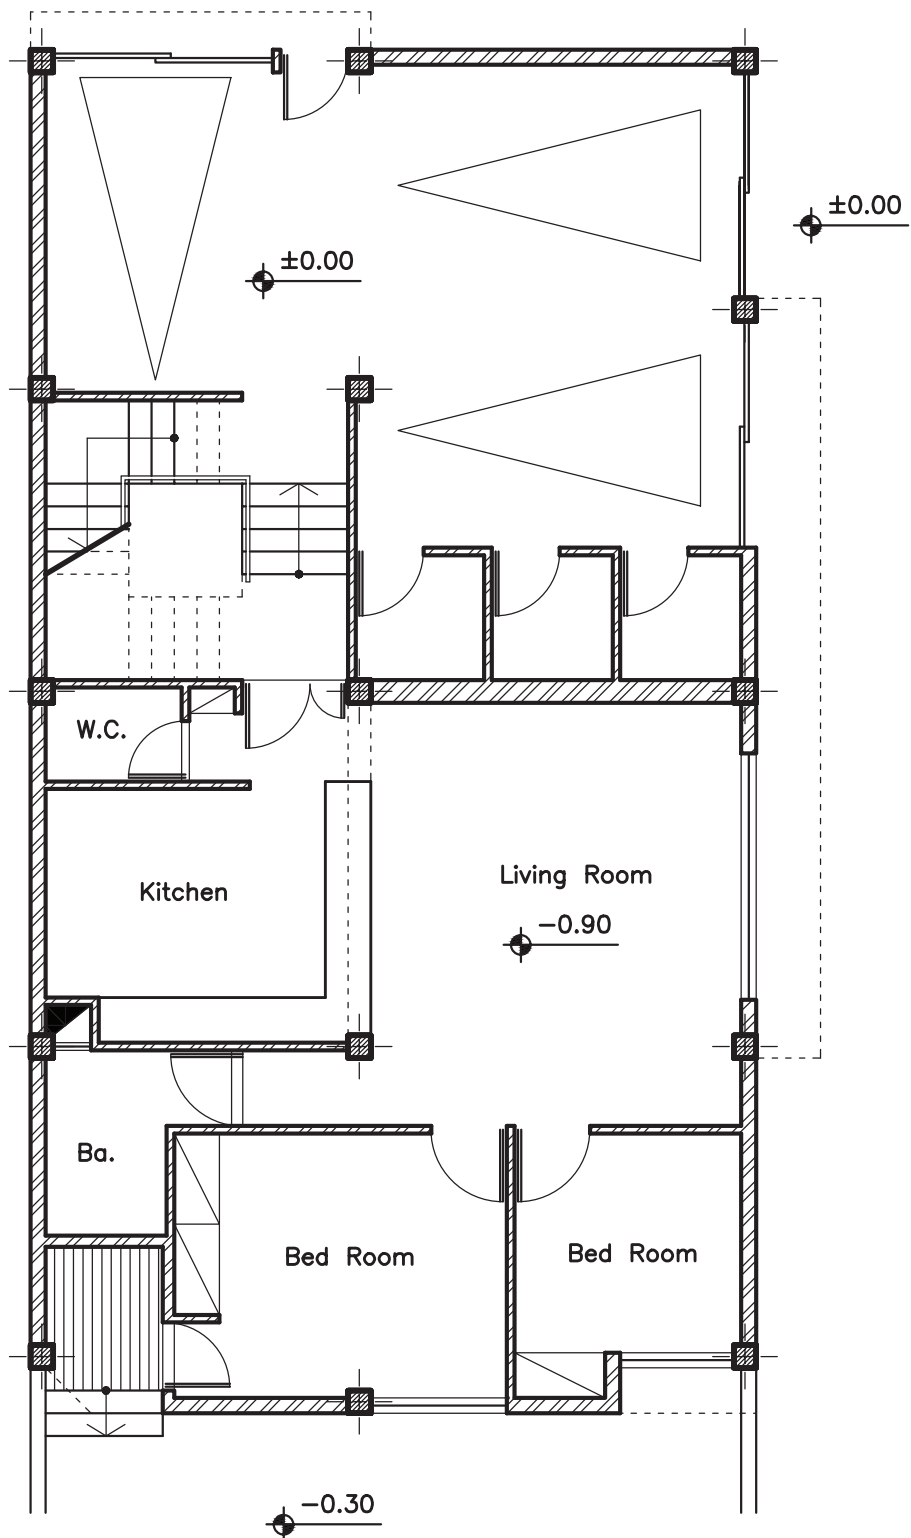 ±0.00
±0.00
W.C.
Living Room
Kitchen
−0.90
Ba.
Bed Room
Bed Room
−0.30